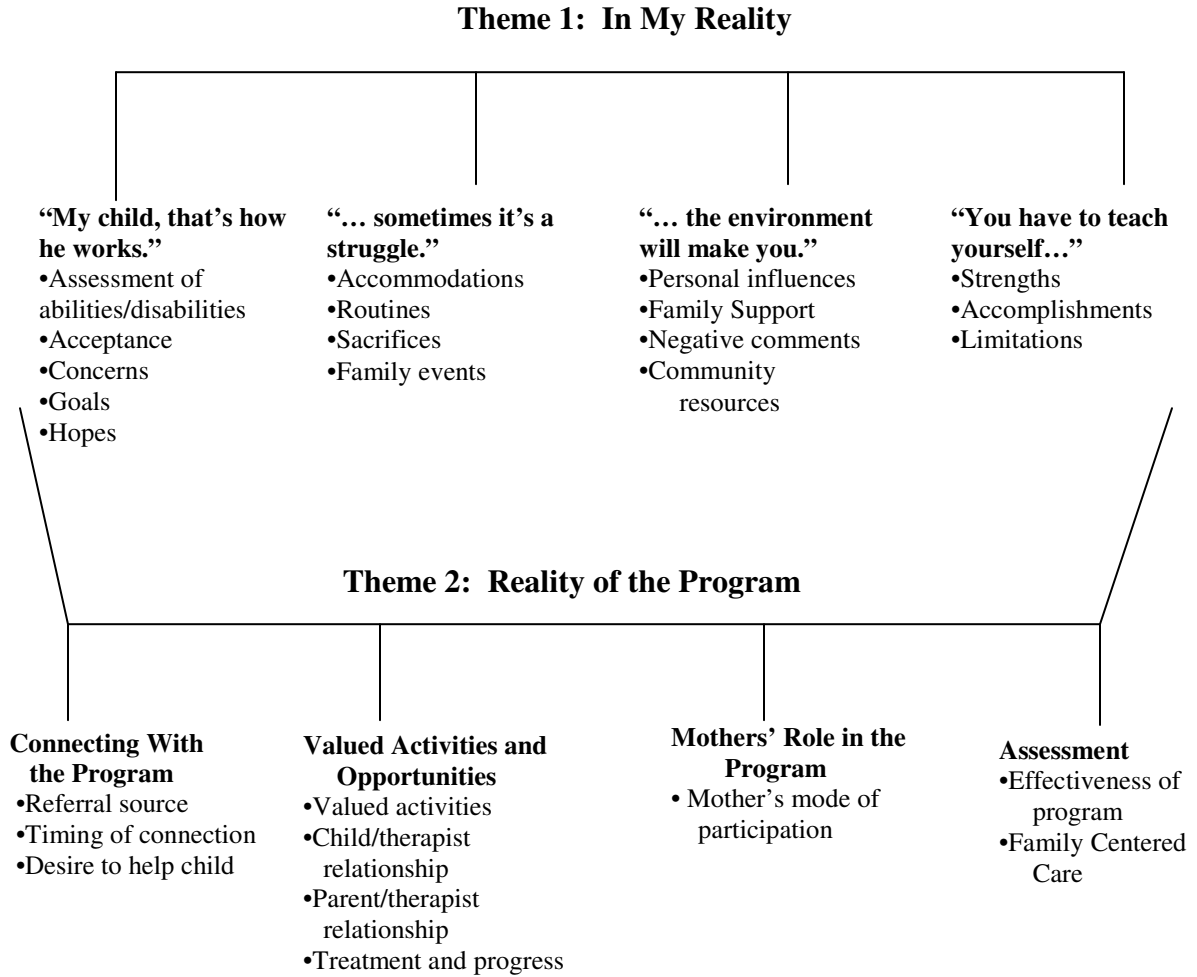 Theme 1: In My Reality
“My child, that’s how
he works.”
•Assessment of
abilities/disabilities
•Acceptance
•Concerns
•Goals
•Hopes
“… sometimes it’s a
struggle.”
•Accommodations
•Routines
•Sacrifices
•Family events
“… the environment
will make you.”
•Personal influences
•Family Support
•Negative comments
•Community
resources
“You have to teach
yourself…”
•Strengths
•Accomplishments
•Limitations
Theme 2: Reality of the Program
Connecting With
the Program
•Referral source
•Timing of connection
•Desire to help child
Valued Activities and
Opportunities
•Valued activities
•Child/therapist
relationship
•Parent/therapist
relationship
•Treatment and progress
Mothers’ Role in the
Program
• Mother’s mode of
participation
Assessment
•Effectiveness of
program
•Family Centered
Care